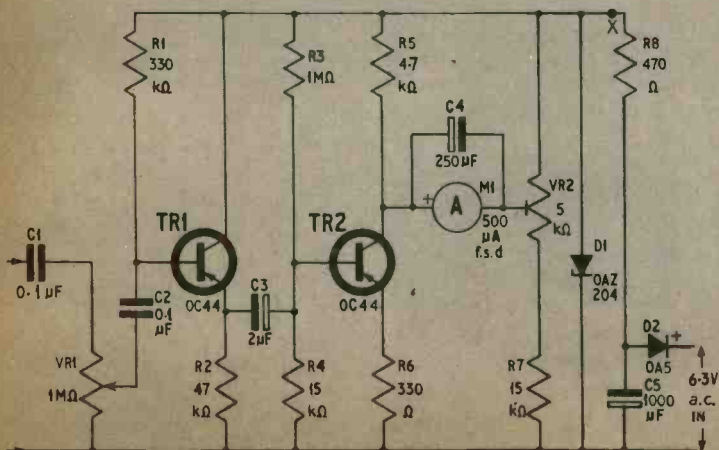 R1
330
kΩ
R3
1MΩ
R5
4·7
kΩ
X
R8
470
Ω
C4
250μF
+
A
M1
500
μA
f.s.d
VR2
5
kΩ
TR1
TR2
D1
OAZ
204
C1
0·1μF
C2
0·1
μF
OC44
C3
2μF
OC44
D2
+
OA5
VR1
1MΩ
R2
47
kΩ
R4
15
kΩ
R6
330
Ω
R7
15
kΩ
C5
1000
μF
6·3V
a.c.
IN